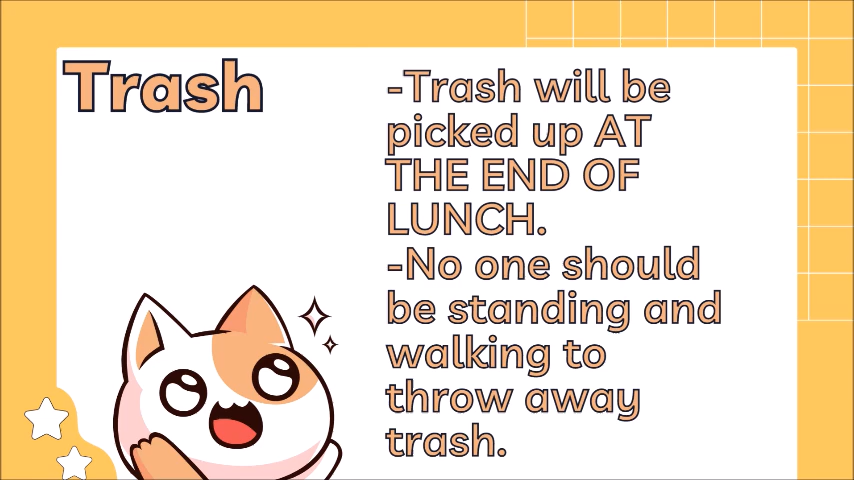 Trash
-Trash will be
picked up AT
THE END OF
LUNCH.
-No one should
be standing and
walking to
throw away
trash.